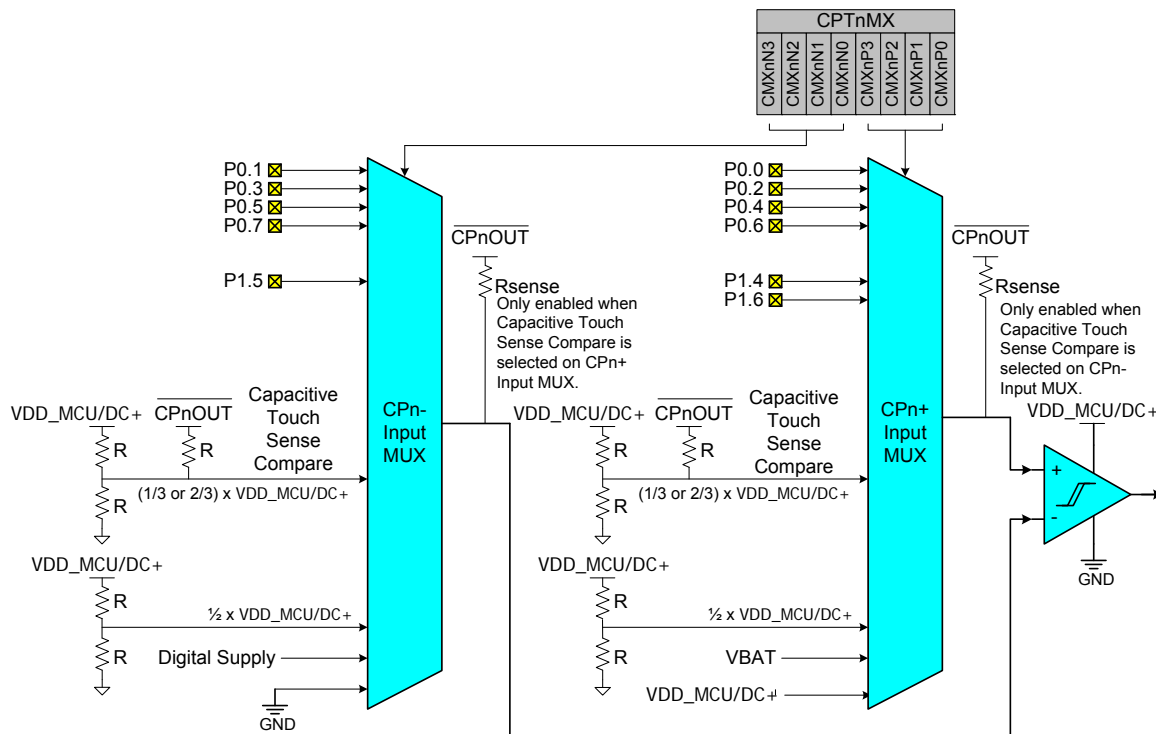 CPTnMX
CMXnN3
CMXnN2
CMXnN1
CMXnN0
CMXnP3
CMXnP2
CMXnP1
CMXnP0
P0.1
P0.3
P0.5
P0.7
P1.5
CPnOUT
Rsense
Only enabled when
Capacitive Touch
Sense Compare is
selected on CPn+
Input MUX.
VDD_MCU/DC+
R
R
CPnOUT
R
Capacitive
Touch
Sense
Compare
(1/3 or 2/3) x VDD_MCU/DC+
CPn-
Input
MUX
VDD_MCU/DC+
R
R
½ x VDD_MCU/DC+
Digital Supply
GND
P0.0
P0.2
P0.4
P0.6
P1.4
P1.6
CPnOUT
Rsense
Only enabled when
Capacitive Touch
Sense Compare is
selected on CPn-
Input MUX.
VDD_MCU/DC+
R
R
CPnOUT
R
Capacitive
Touch
Sense
Compare
(1/3 or 2/3) x VDD_MCU/DC+
CPn+
Input
MUX
VDD_MCU/DC+
R
R
½ x VDD_MCU/DC+
VBAT
VDD_MCU/DC+
VDD_MCU/DC+
+
-
GND